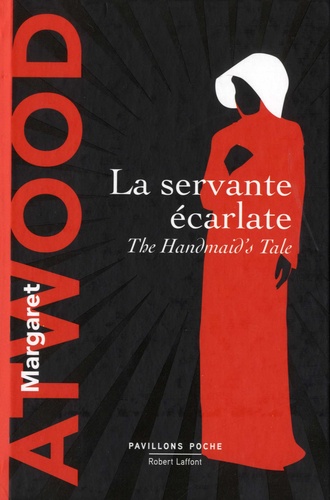 Margaret
ATWOOD
La servante
écarlate
The Handmaid's Tale
PAVILLONS POCHE
Robert Laffont